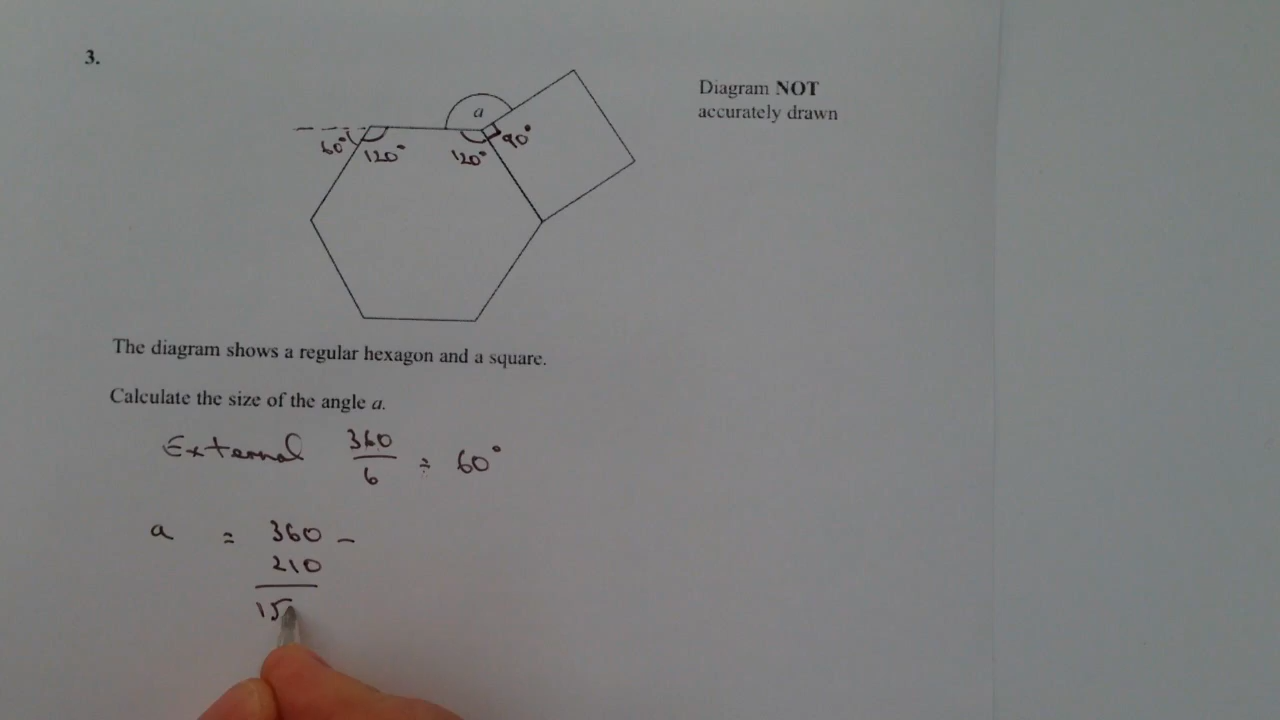 3.
Diagram NOT
accurately drawn
a
60° 120° 120° 90°
The diagram shows a regular hexagon and a square.
Calculate the size of the angle a.
External 360/6 = 60°
a = 360 -
210
15